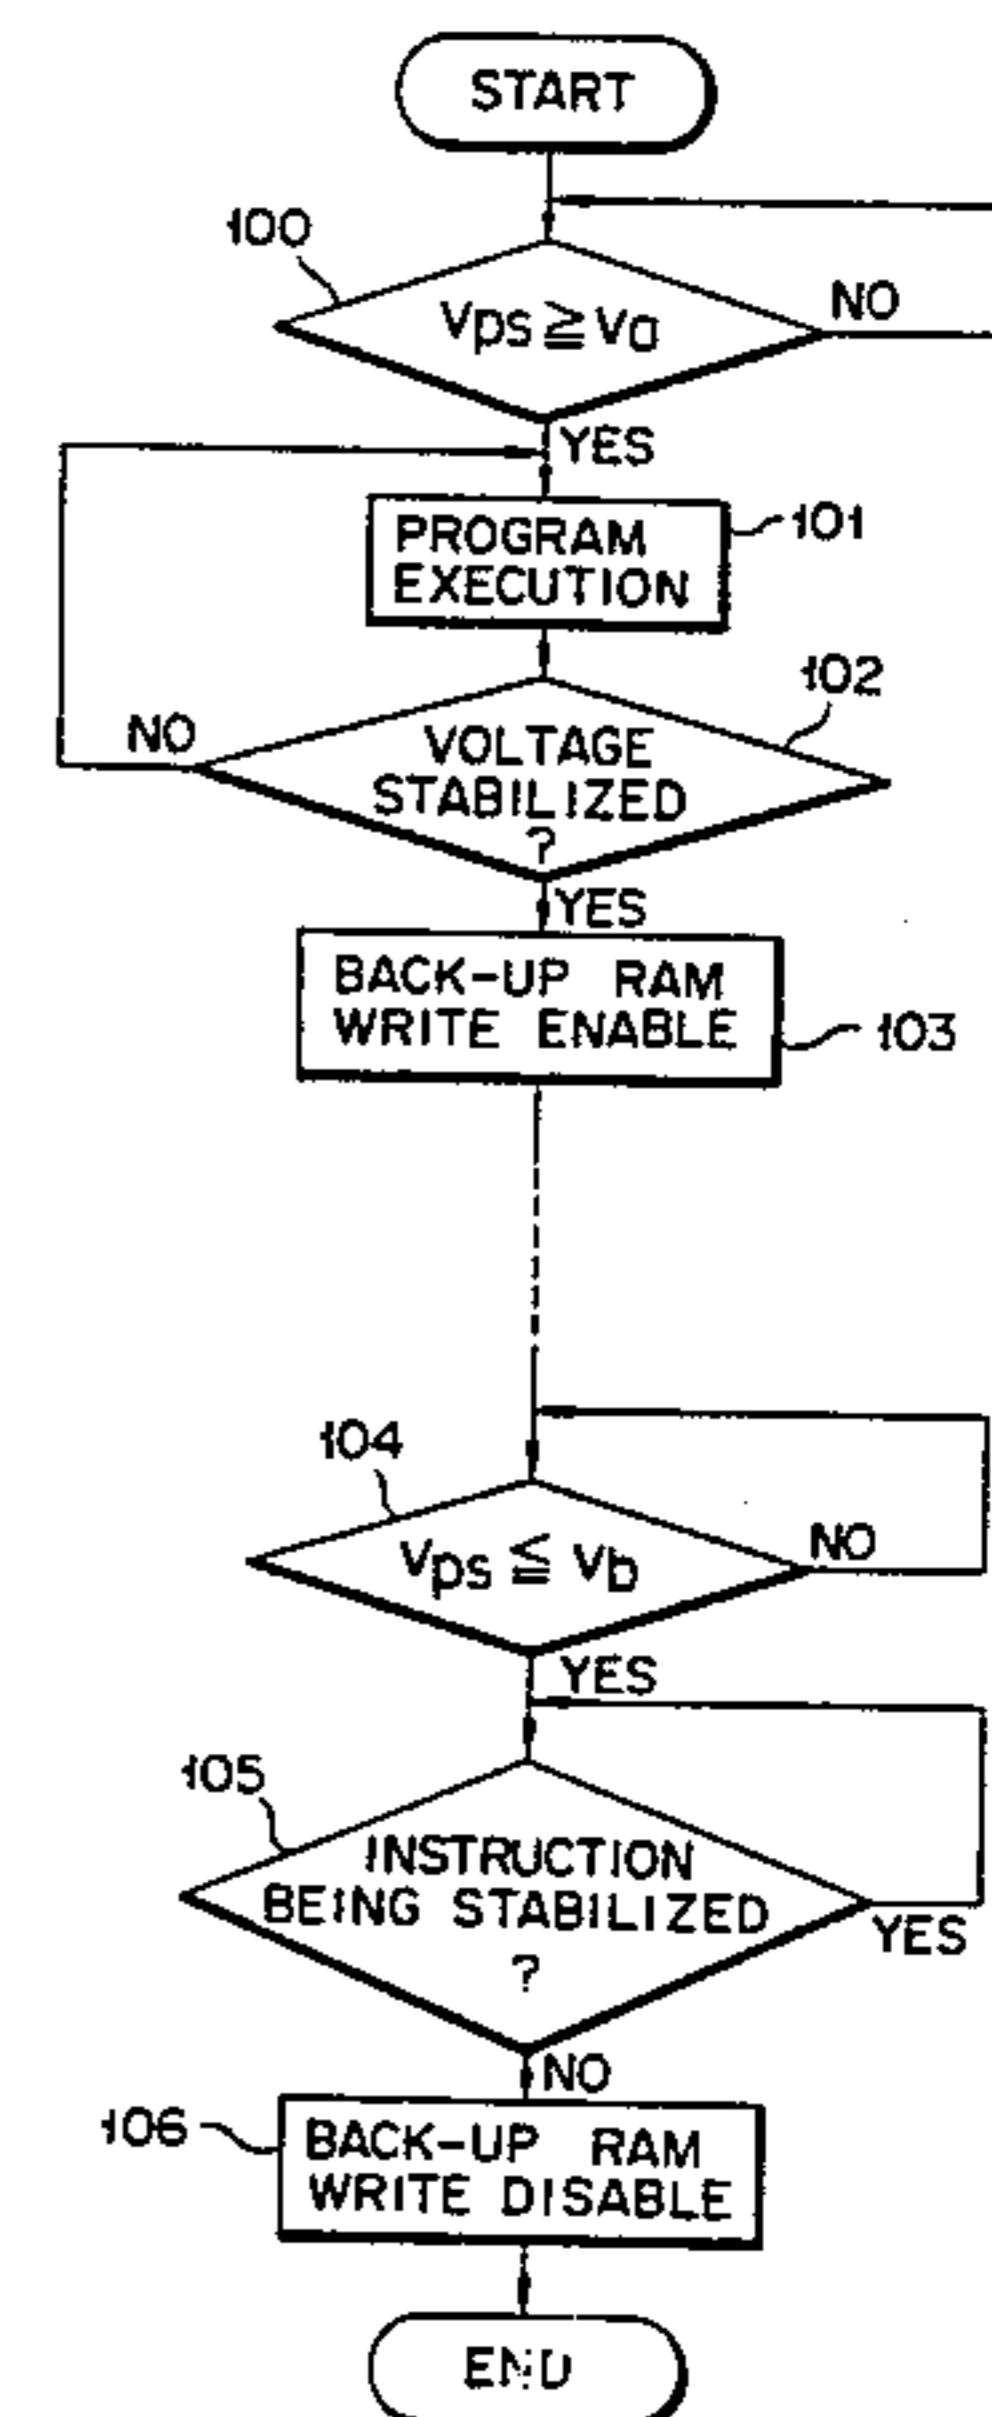 START
100
Vps ≧ Va
NO
YES
PROGRAM
EXECUTION
101
102
NO
VOLTAGE
STABILIZED
?
YES
BACK-UP RAM
WRITE ENABLE
103
104
Vps ≦ Vb
NO
YES
105
INSTRUCTION
BEING STABILIZED
?
YES
NO
106
BACK-UP RAM
WRITE DISABLE
END